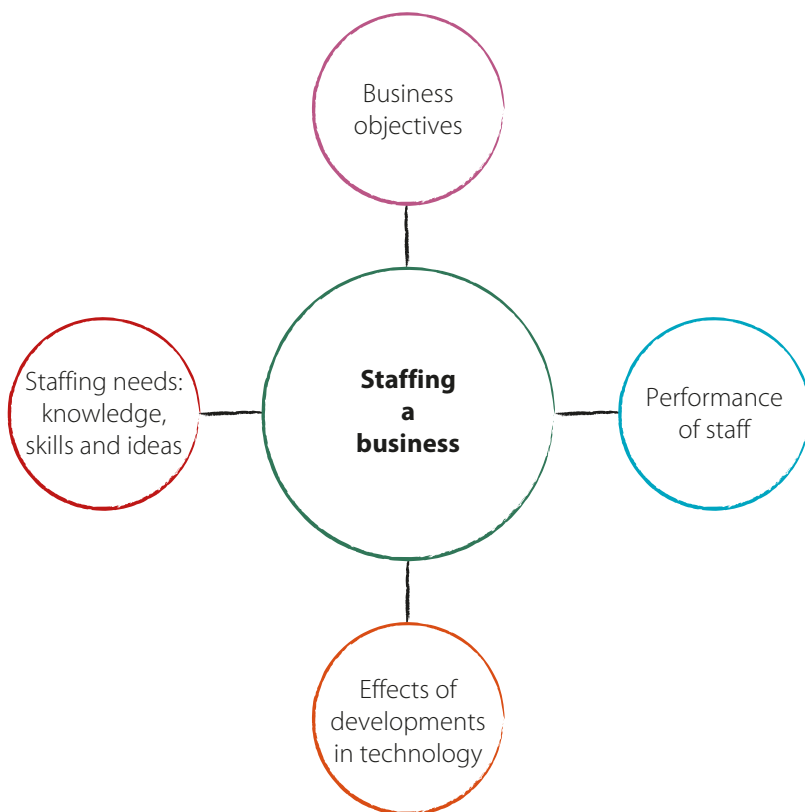 Business
objectives
Staffing needs:
knowledge,
skills and ideas
Staffing
a
business
Performance
of staff
Effects of
developments
in technology